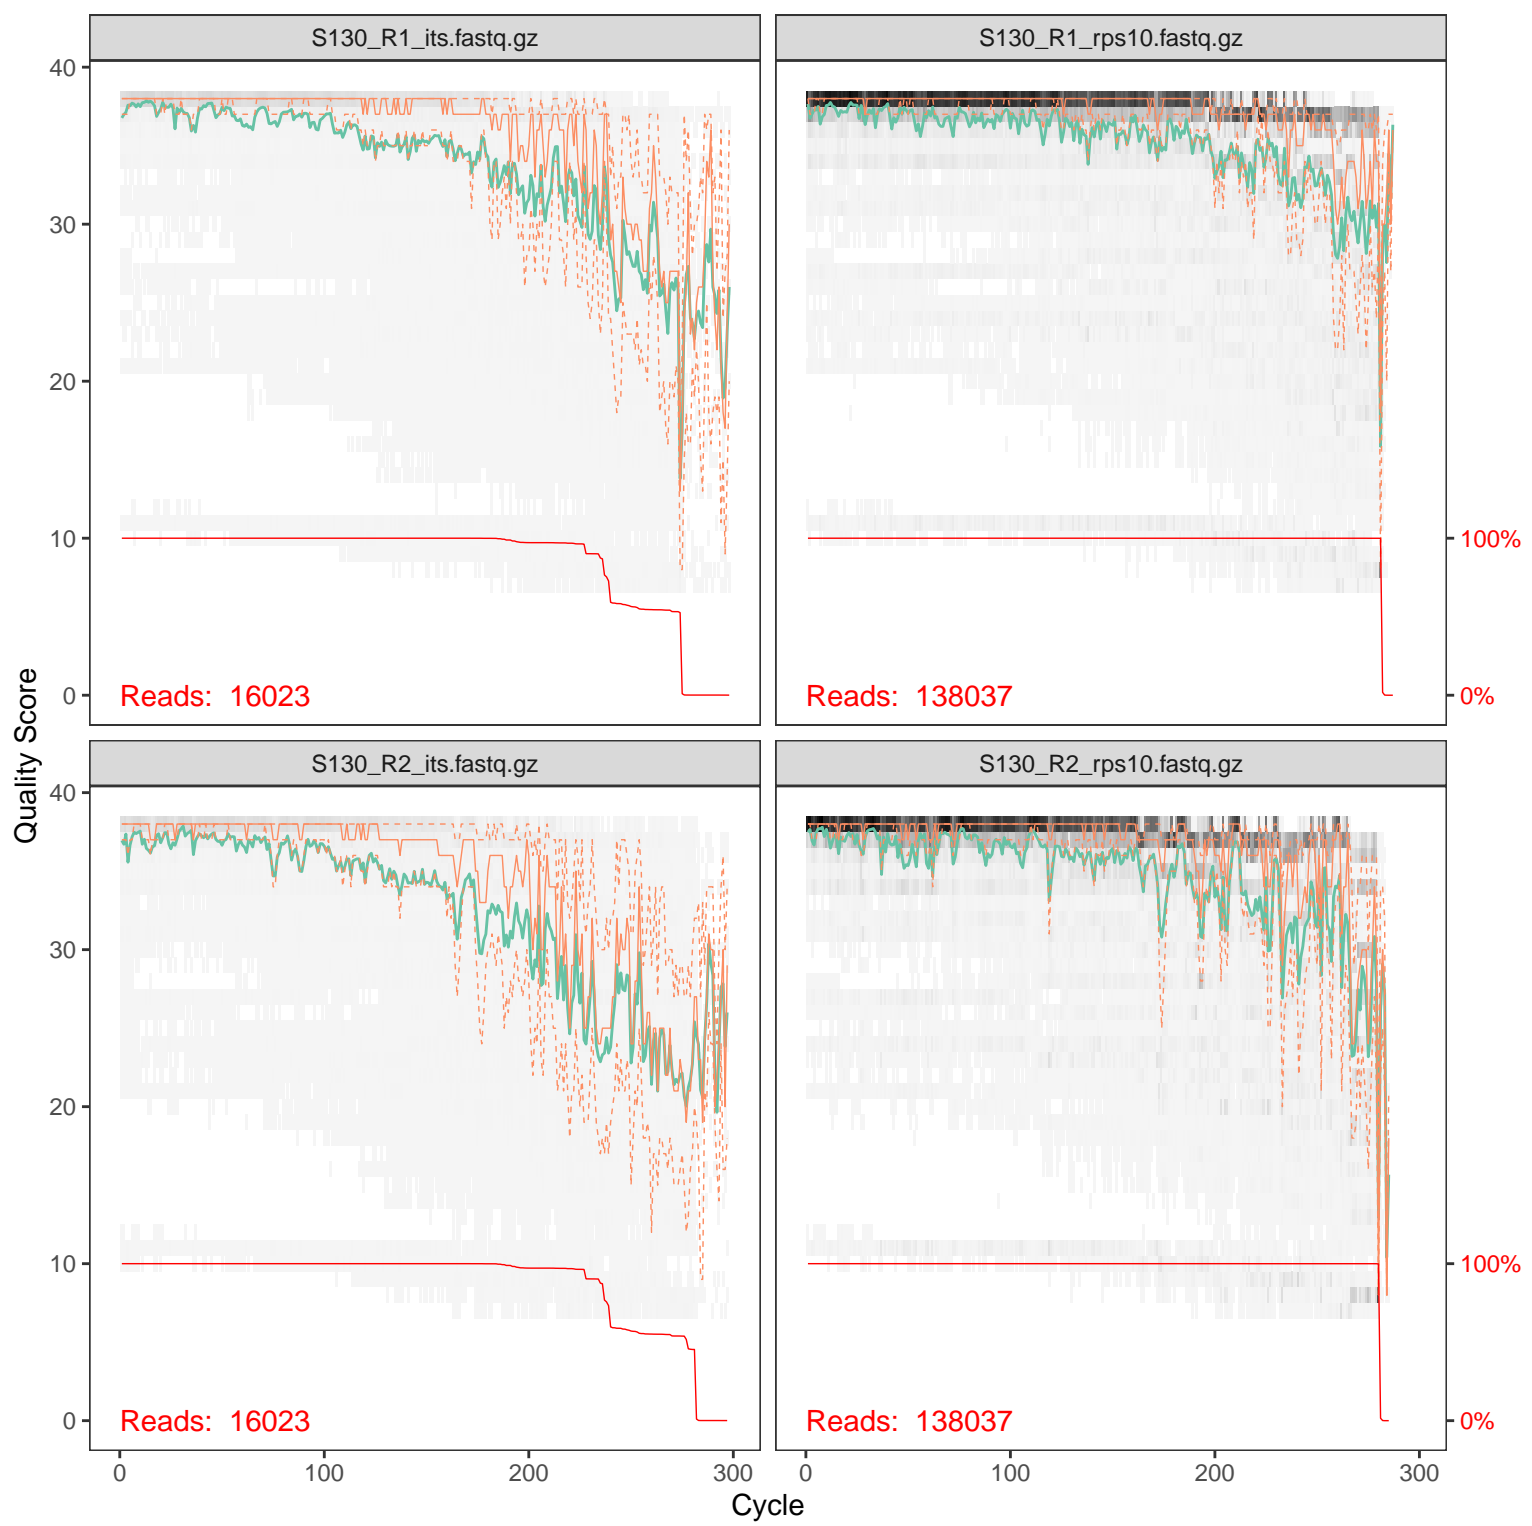 S130_R1_its.fastq.gz
S130_R1_rps10.fastq.gz
40
30
20
10
0
100%
0%
Reads: 16023
Reads: 138037
Quality Score
S130_R2_its.fastq.gz
S130_R2_rps10.fastq.gz
40
30
20
10
0
100%
0%
Reads: 16023
Reads: 138037
0 100 200 300
0 100 200 300
Cycle